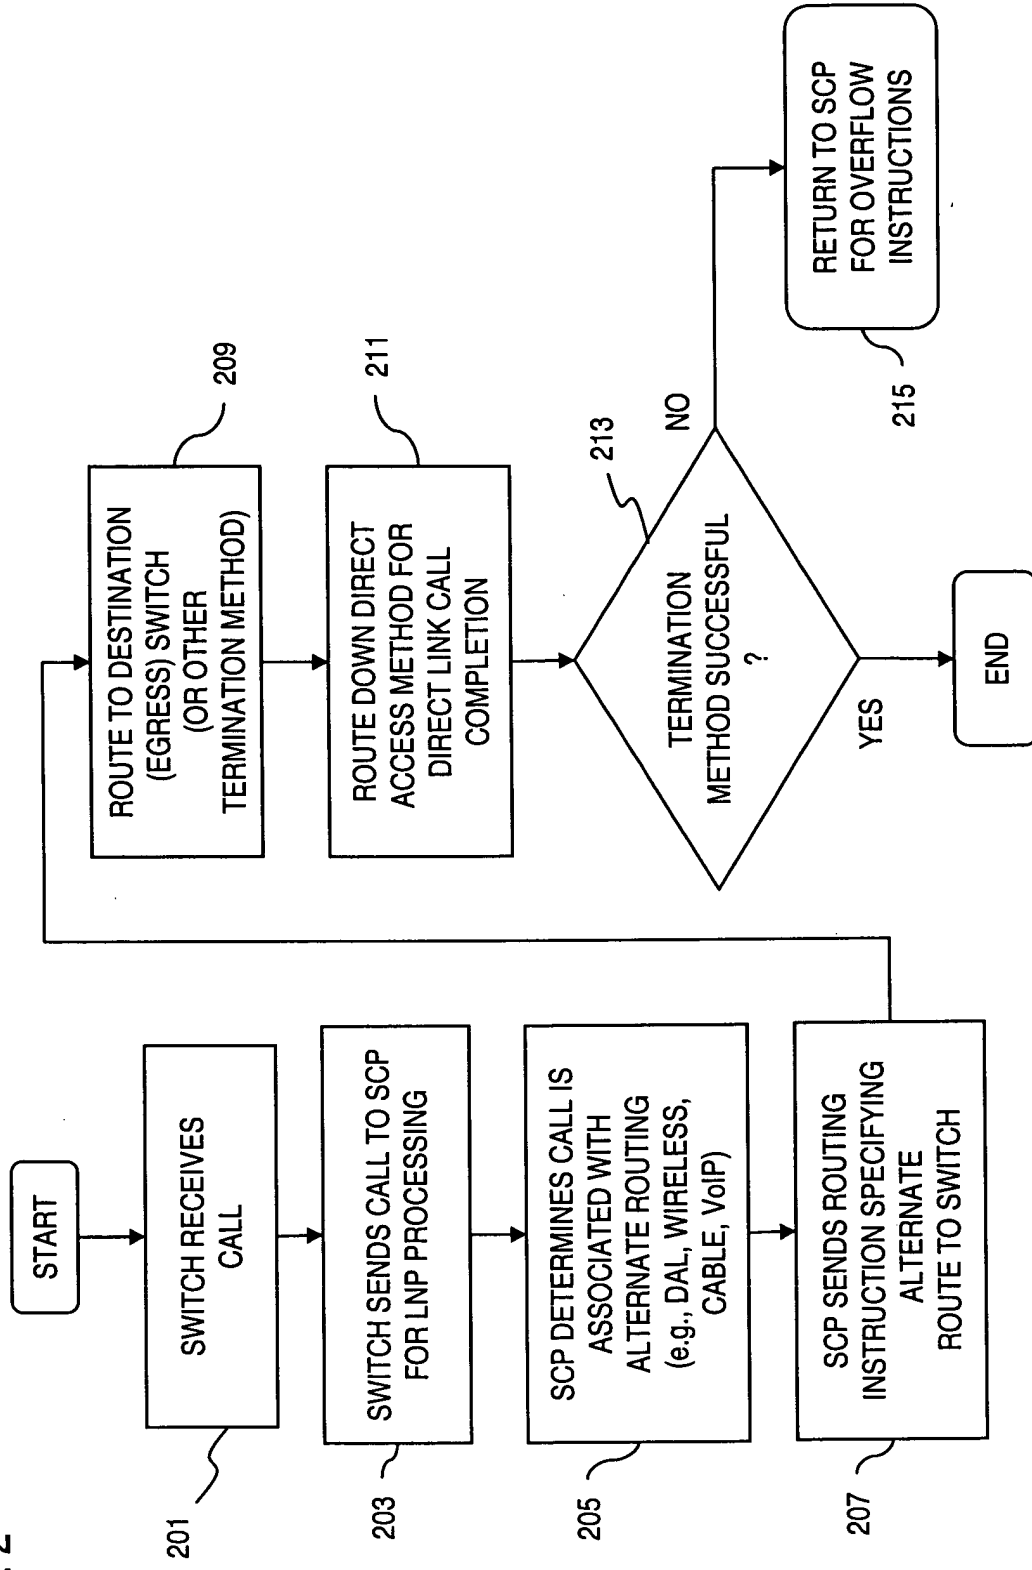 START
SWITCH RECEIVES
CALL
201
SWITCH SENDS CALL TO SCP
FOR LNP PROCESSING
203
SCP DETERMINES CALL IS
ASSOCIATED WITH
ALTERNATE ROUTING
(e.g., DAL, WIRELESS,
CABLE, VoIP)
205
SCP SENDS ROUTING
INSTRUCTION SPECIFYING
ALTERNATE
ROUTE TO SWITCH
207
ROUTE TO DESTINATION
(EGRESS) SWITCH
(OR OTHER
TERMINATION METHOD)
209
ROUTE DOWN DIRECT
ACCESS METHOD FOR
DIRECT LINK CALL
COMPLETION
211
TERMINATION
METHOD SUCCESSFUL
?
213
NO
YES
RETURN TO SCP
FOR OVERFLOW
INSTRUCTIONS
215
END